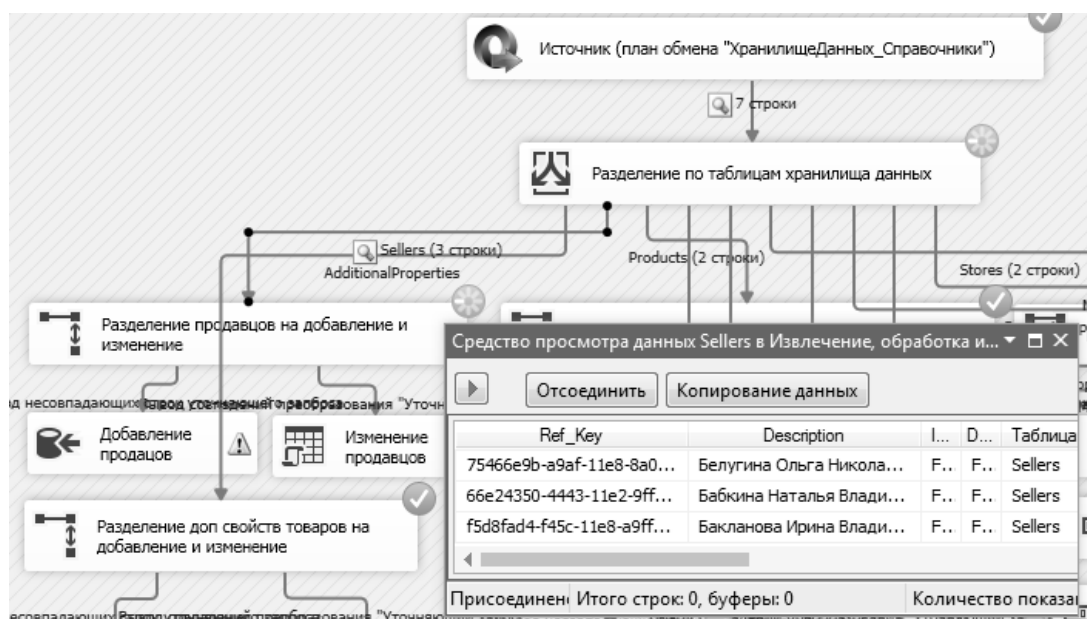 Источник (план обмена "ХранилищеДанных_Справочники")
7 строки
Разделение по таблицам хранилища данных
Sellers (3 строки)
AdditionalProperties
Products (2 строки)
Stores (2 строки)
Разделение продавцов на добавление и
изменение
Средство просмотра данных Sellers в Извлечение, обработка и...
Отсоединить
Копирование данных
Ref_Key Description I... D... Таблица
75466e9b-a9af-11e8-8a0... Белугина Ольга Никола... F... F... Sellers
66e24350-4443-11e2-9ff... Бабкина Наталья Влади... F... F... Sellers
f5d8fad4-f45c-11e8-a9ff... Бакланова Ирина Влади... F... F... Sellers
Присоединен Итого строк: 0, буферы: 0 Количество показа
Добавление
продацов
Изменение
продавцов
Разделение доп свойств товаров на
добавление и изменение